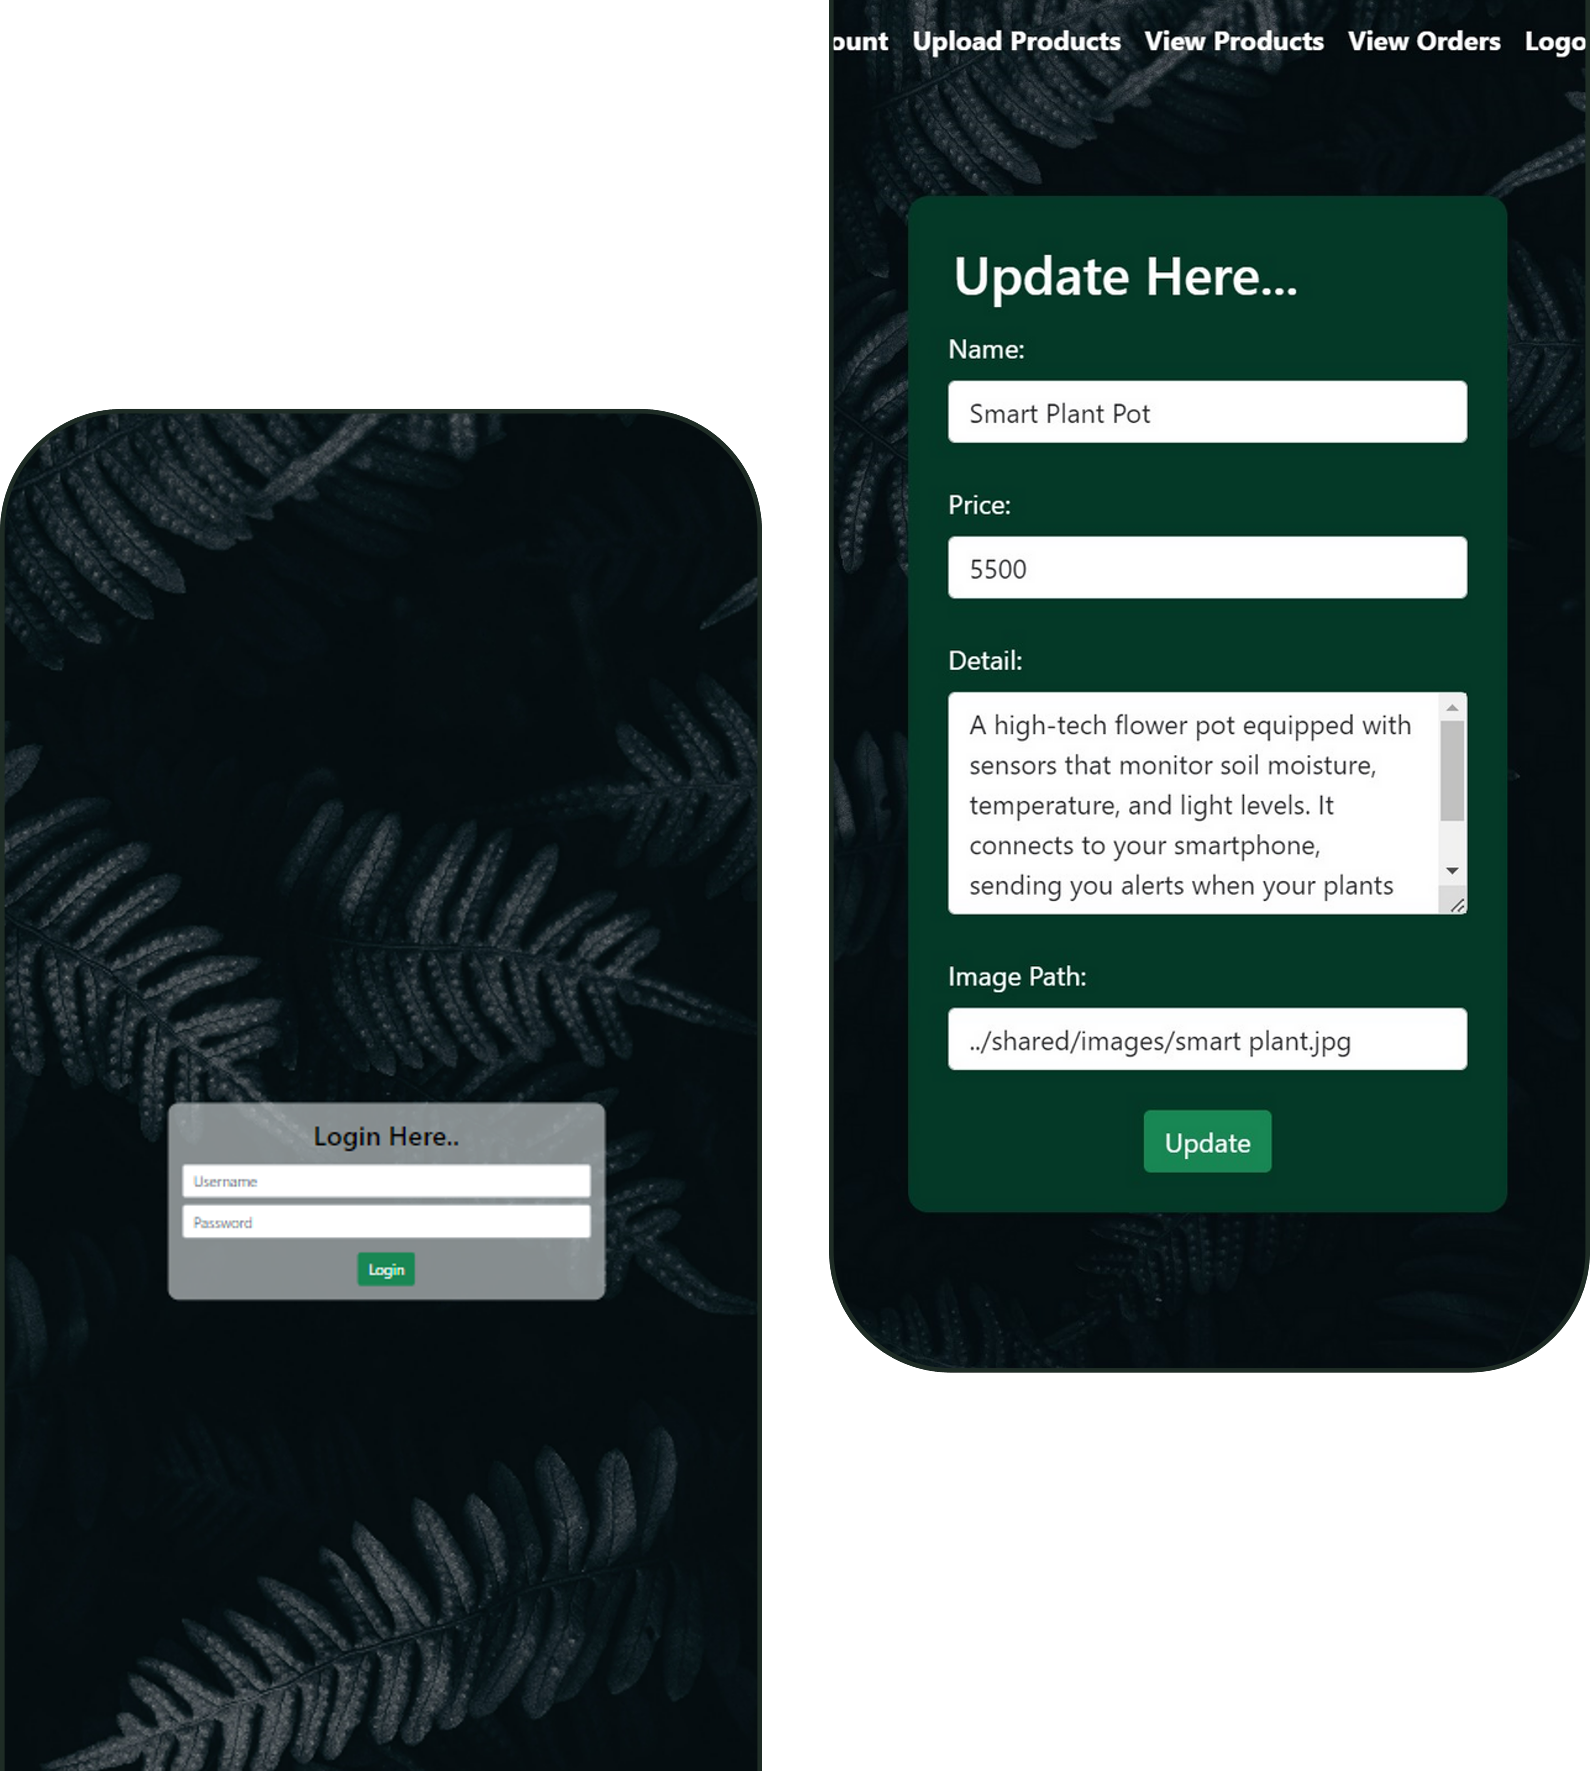 Login Here..
Username
Password
Login
ount Upload Products View Products View Orders Logo
Update Here...
Name:
Smart Plant Pot
Price:
5500
Detail:
A high-tech flower pot equipped with
sensors that monitor soil moisture,
temperature, and light levels. It
connects to your smartphone,
sending you alerts when your plants
Image Path:
../shared/images/smart plant.jpg
Update